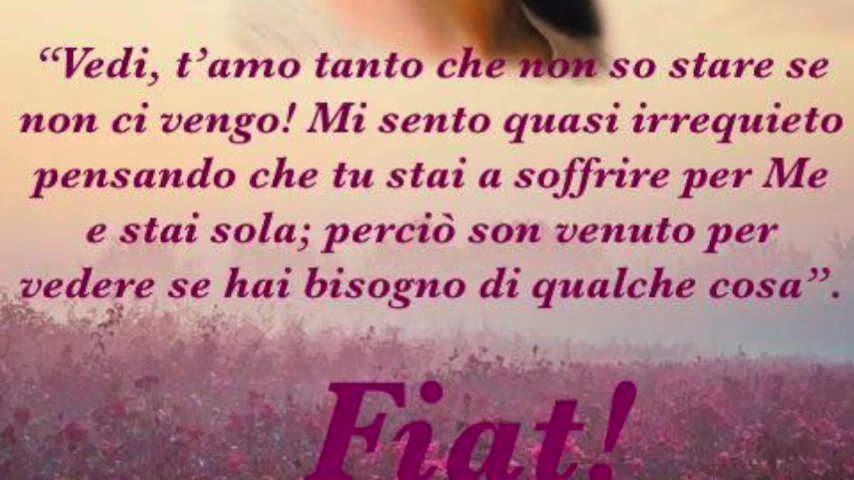 “Vedi, t’amo tanto che non so stare se
non ci vengo! Mi sento quasi irrequieto
pensando che tu stai a soffrire per Me
e stai sola; perciò son venuto per
vedere se hai bisogno di qualche cosa”.
Fiat!